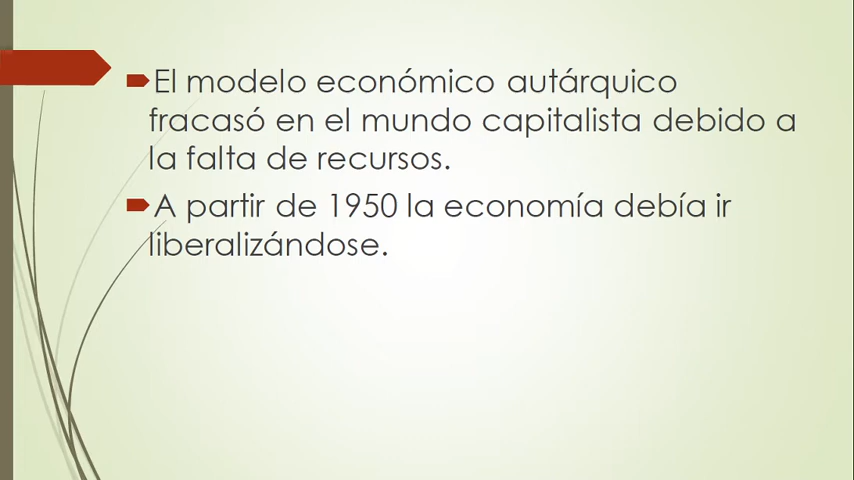 El modelo económico autárquico
fracasó en el mundo capitalista debido a
la falta de recursos.
A partir de 1950 la economía debía ir
liberalizándose.